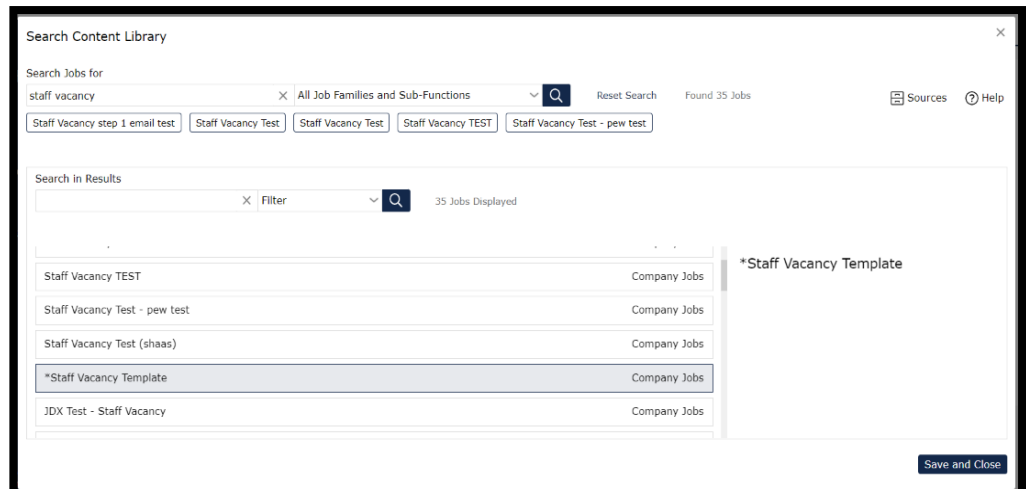 Search Content Library
Search Jobs for
staff vacancy All Job Families and Sub-Functions Reset Search Found 35 Jobs Sources Help
Staff Vacancy step 1 email test Staff Vacancy Test Staff Vacancy Test Staff Vacancy TEST Staff Vacancy Test - pew test
Search in Results
Filter 35 Jobs Displayed
Staff Vacancy TEST Company Jobs
*Staff Vacancy Template
Staff Vacancy Test - pew test Company Jobs
Staff Vacancy Test (shaas) Company Jobs
*Staff Vacancy Template Company Jobs
JDX Test - Staff Vacancy Company Jobs
Save and Close